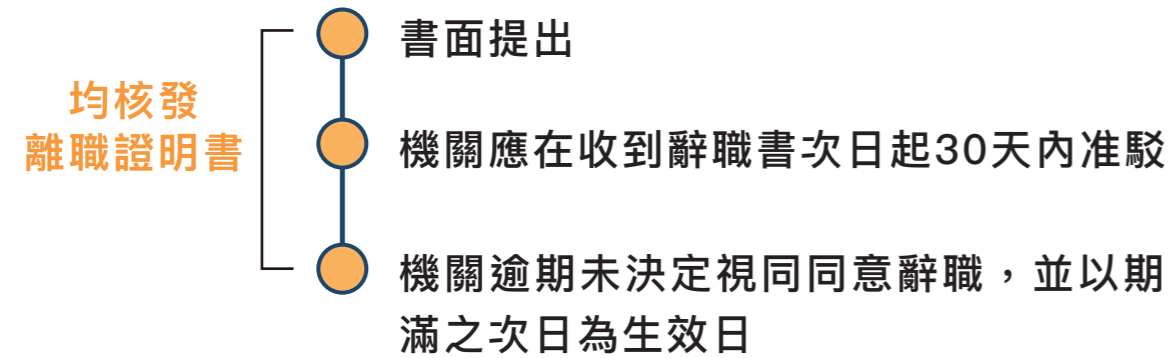 書面提出
均核發
離職證明書
機關應在收到辭職書次日起30天內准駁
機關逾期未決定視同同意辭職，並以期
滿之次日為生效日